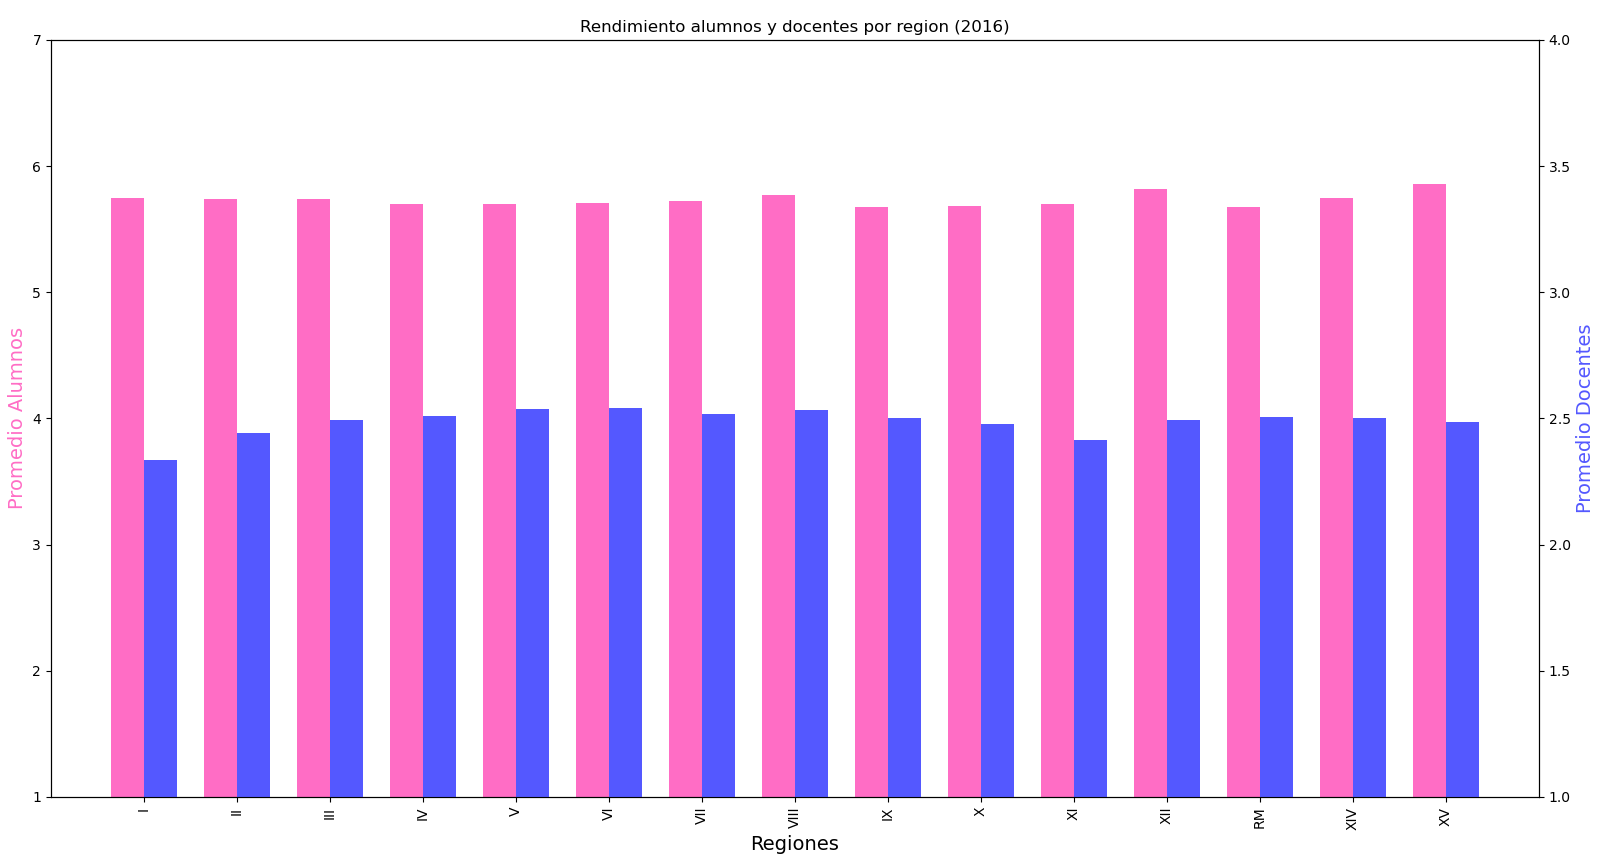 Rendimiento alumnos y docentes por region (2016)
7
6
5
4
3
2
1
Promedio Alumnos
4.0
3.5
3.0
2.5
2.0
1.5
1.0
Promedio Docentes
I
II
III
IV
V
VI
VII
VIII
IX
X
XI
XII
RM
XIV
XV
Regiones